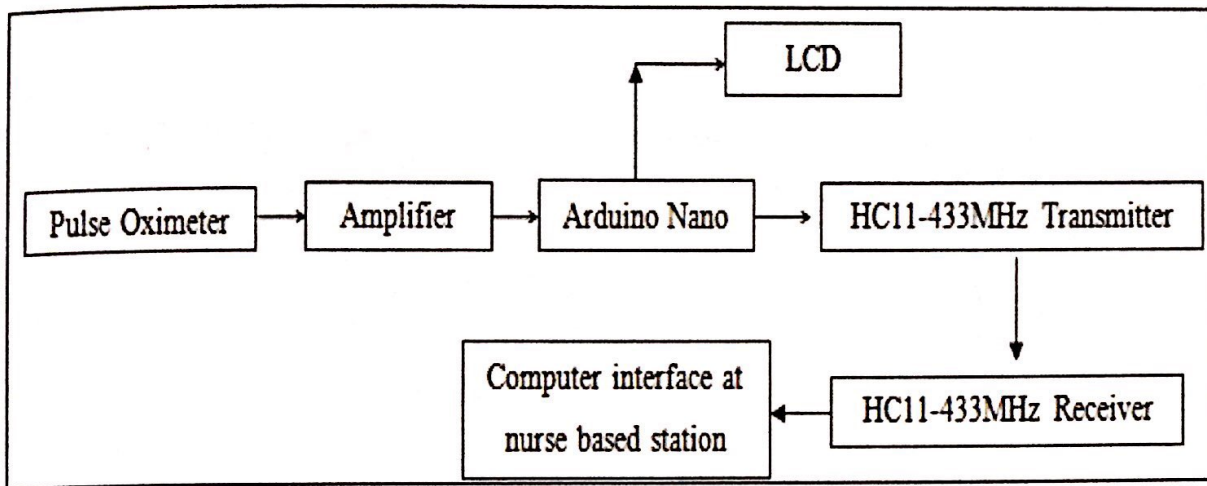 LCD
Pulse Oximeter
Amplifier
Arduino Nano
HC11-433MHz Transmitter
Computer interface at
nurse based station
HC11-433MHz Receiver